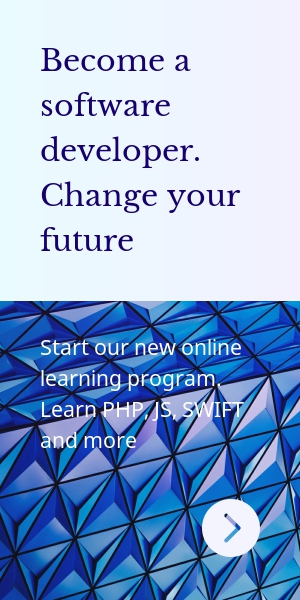 Become a
software
developer.
Change your
future
Start our new online
learning program.
Learn PHP, JS, SWIFT
and more